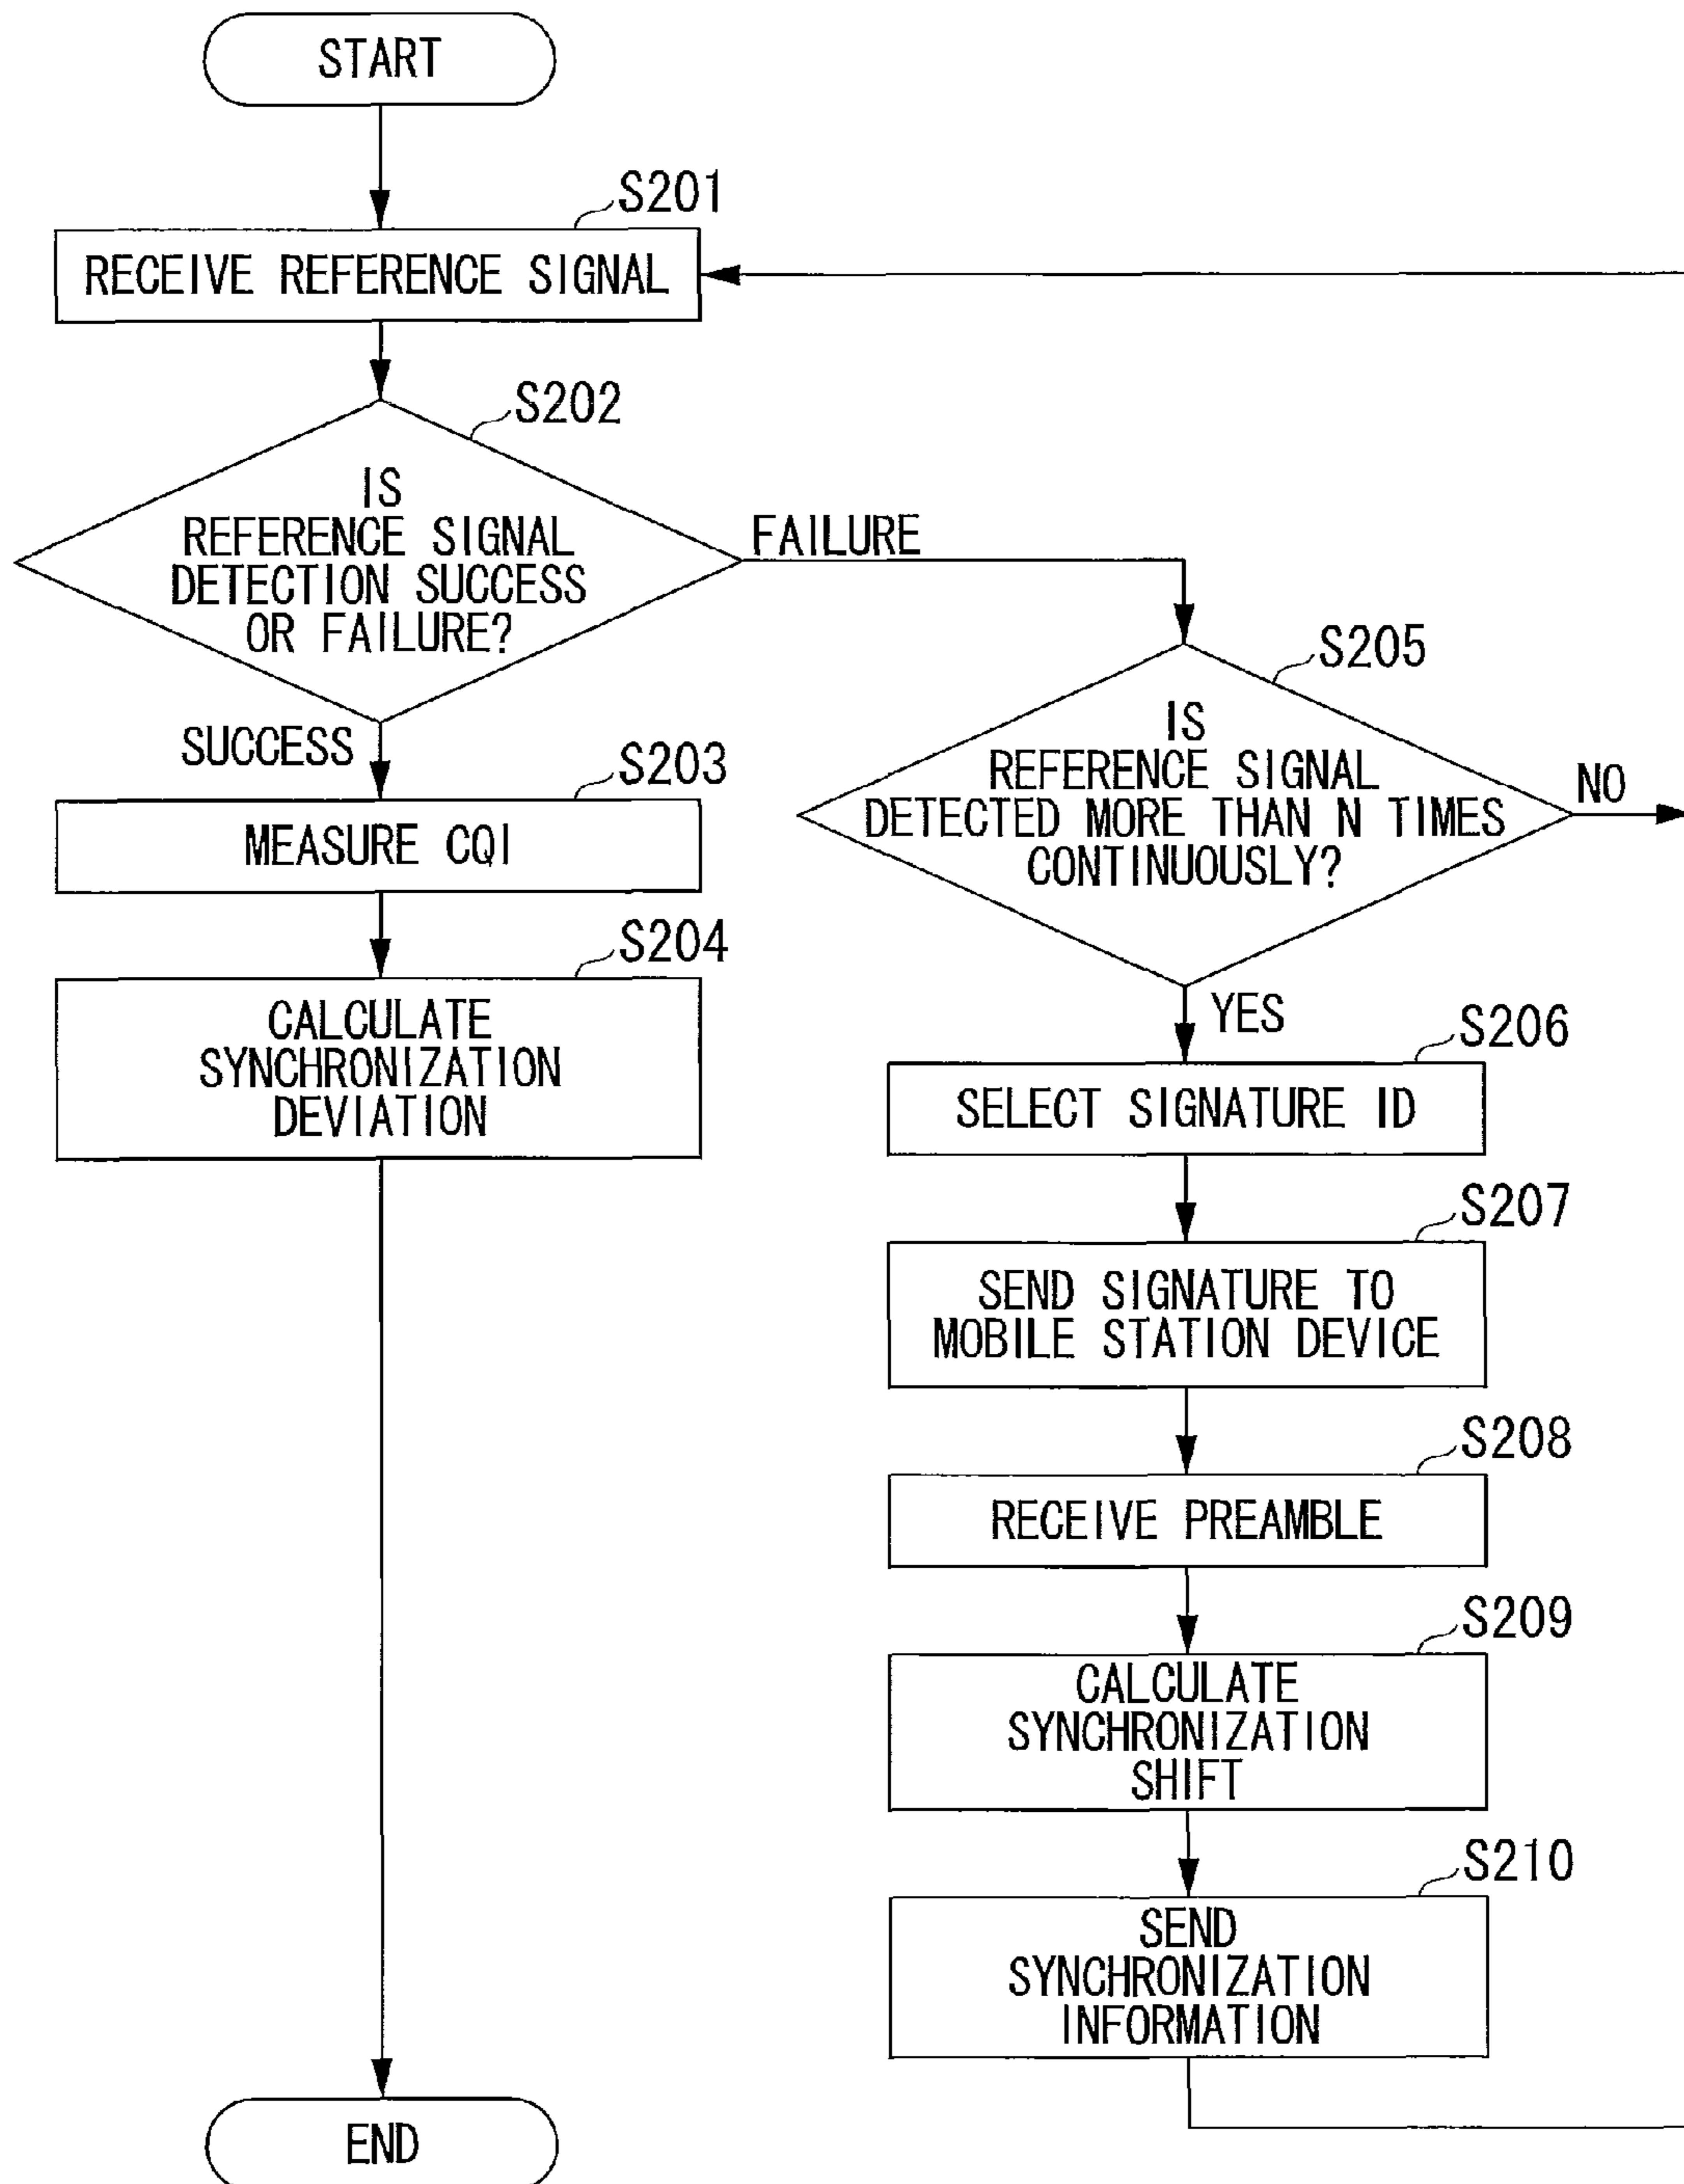 START
S201
RECEIVE REFERENCE SIGNAL
S202
IS
REFERENCE SIGNAL
DETECTION SUCCESS
OR FAILURE?
FAILURE
SUCCESS
S203
MEASURE CQI
S204
CALCULATE
SYNCHRONIZATION
DEVIATION
END
S205
IS
REFERENCE SIGNAL
DETECTED MORE THAN N TIMES
CONTINUOUSLY?
NO
YES
S206
SELECT SIGNATURE ID
S207
SEND SIGNATURE TO
MOBILE STATION DEVICE
S208
RECEIVE PREAMBLE
S209
CALCULATE
SYNCHRONIZATION
SHIFT
S210
SEND
SYNCHRONIZATION
INFORMATION